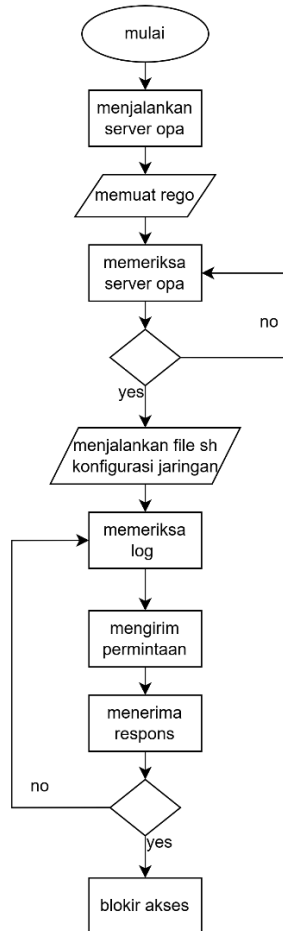 mulai
menjalankan
server opa
memuat rego
memeriksa
server opa
no
yes
menjalankan file sh
konfigurasi jaringan
memeriksa
log
mengirim
permintaan
menerima
respons
no
yes
blokir akses